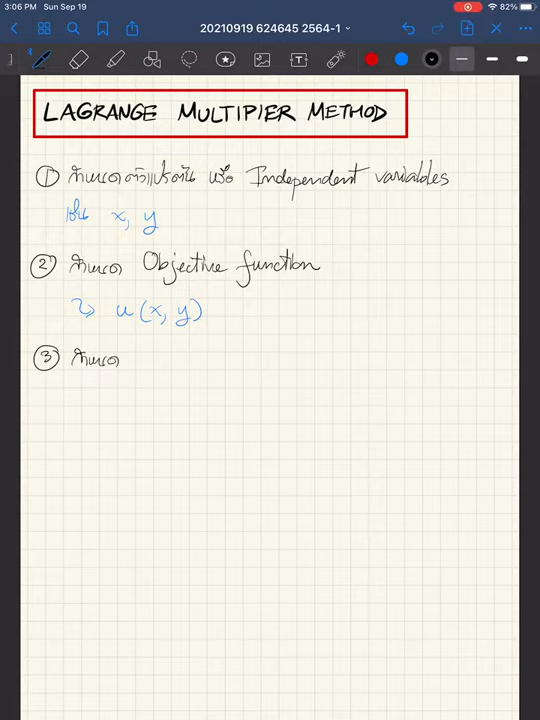 3:06 PM Sun Sep 19
82%
20210919 624645 2564-1
LAGRANGE MULTIPIER METHOD
① กำหนดตัวแปรต้น หรือ Independent variables
เช่น x, y
② กำหนด Objective function
↳ u(x, y)
③ กำหนด